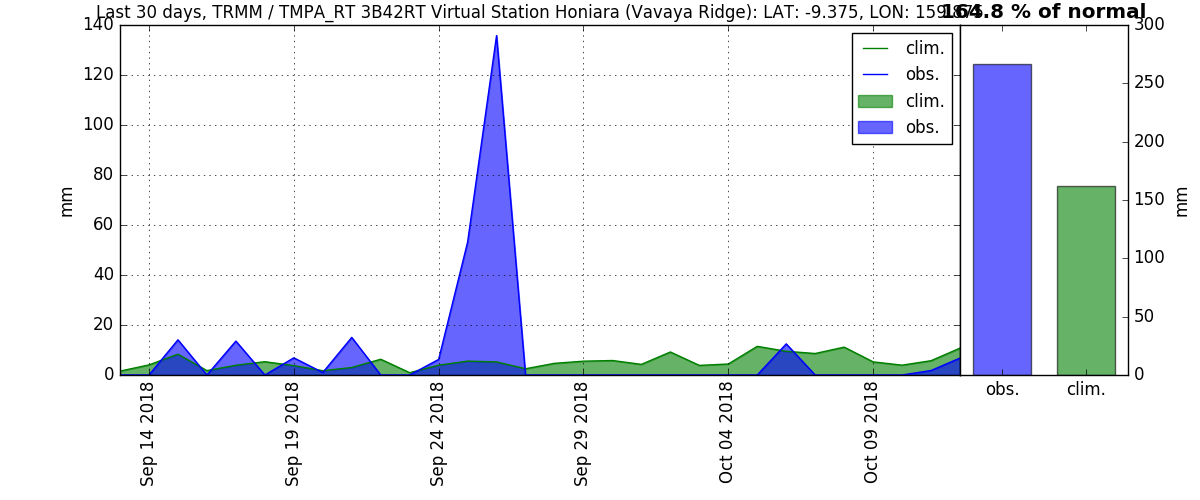 Last 30 days, TRMM / TMPA_RT 3B42RT Virtual Station Honiara (Vavaya Ridge): LAT: -9.375, LON:
164.8 % of normal
140
120
100
80
60
40
20
0
mm
clim.
obs.
clim.
obs.
Sep 14 2018
Sep 19 2018
Sep 24 2018
Sep 29 2018
Oct 04 2018
Oct 09 2018
300
250
200
150
100
50
0
mm
obs.
clim.